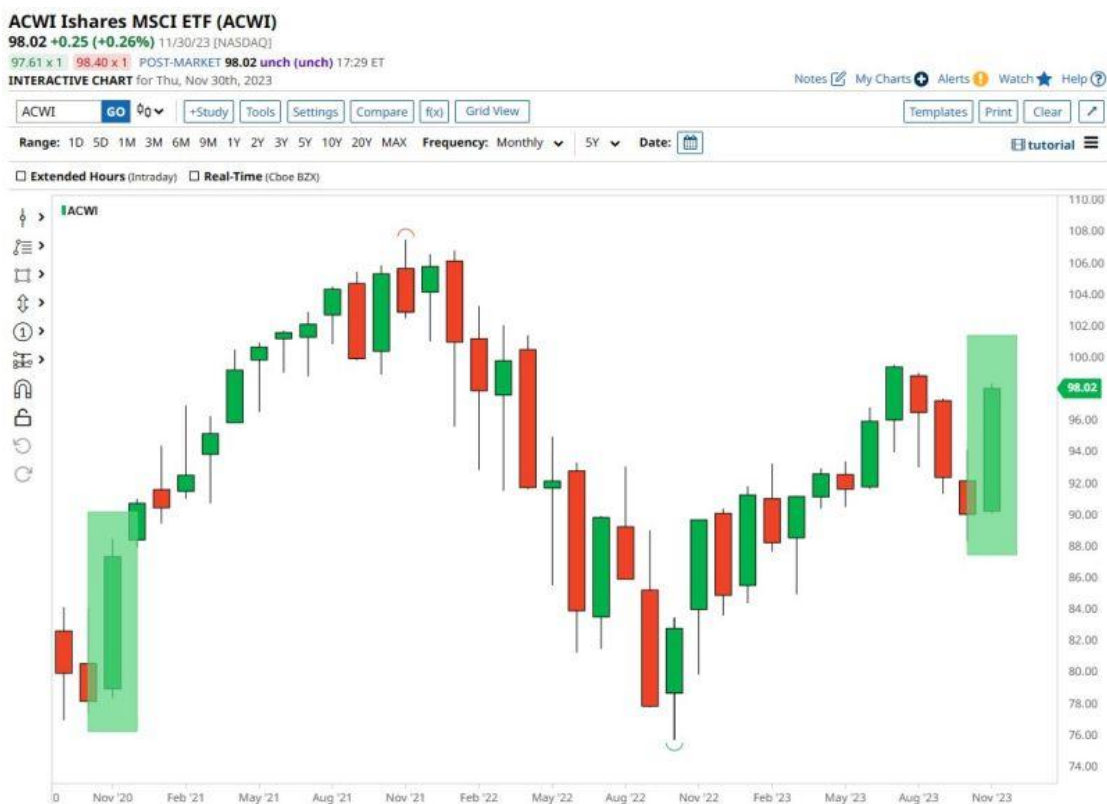 ACWI Ishares MSCI ETF (ACWI)
98.02 +0.25 (+0.26%) 11/30/23 [NASDAQ]
97.61 x 1 98.40 x 1 POST-MARKET 98.02 unch (unch) 17:29 ET
INTERACTIVE CHART for Thu, Nov 30th, 2023
Notes My Charts Alerts Watch Help
ACWI GO +Study Tools Settings Compare f(x) Grid View Templates Print Clear
Range: 1D 5D 1M 3M 6M 9M 1Y 2Y 3Y 5Y 10Y 20Y MAX Frequency: Monthly 5Y Date: tutorial
Extended Hours (Intraday) Real-Time (Cboe BZX)
ACWI
110.00
108.00
106.00
104.00
102.00
100.00
98.02
96.00
94.00
92.00
90.00
88.00
86.00
84.00
82.00
80.00
78.00
76.00
74.00
0 Nov '20 Feb '21 May '21 Aug '21 Nov '21 Feb '22 May '22 Aug '22 Nov '22 Feb '23 May '23 Aug '23 Nov '23